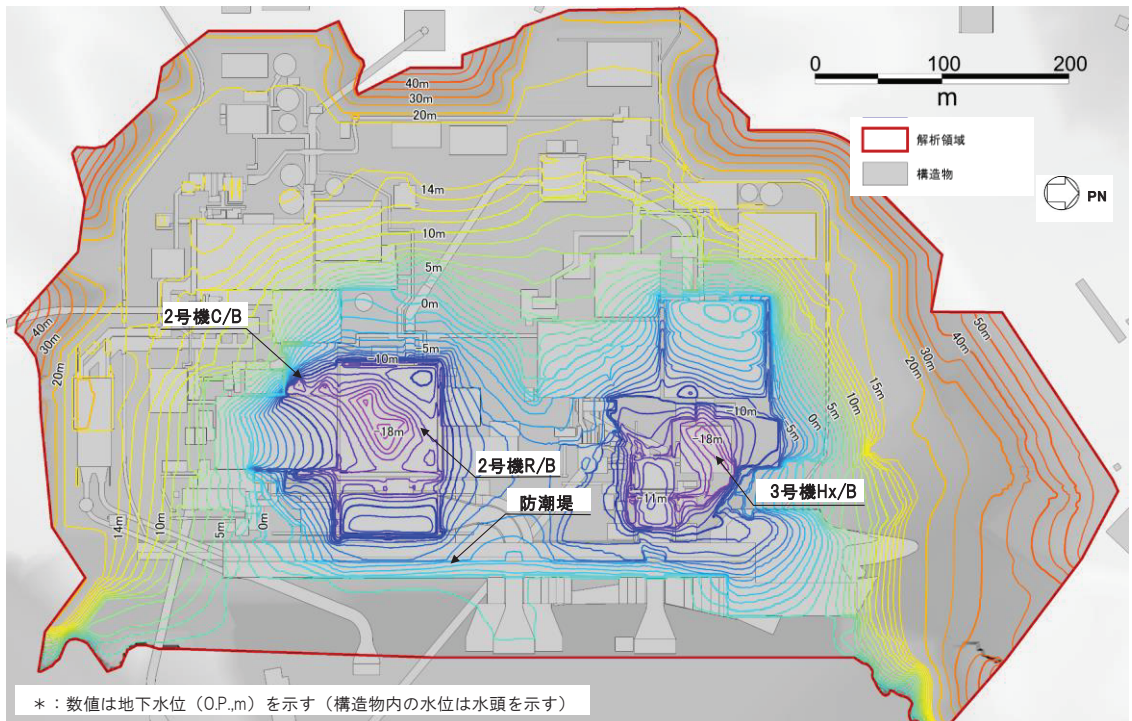 0 100 200
m
解析領域
構造物
PN
40m
30m
20m
14m
10m
5m
0m
-5m
-10m
2号機C/B
-18m
2号機R/B
防潮堤
40m
30m
20m
14m
10m
5m
0m
-10m
-18m
-11m
3号機Hx/B
-5m
0m
5m
10m
15m
20m
30m
40m
50m
*：数値は地下水位（O.P.,m）を示す（構造物内の水位は水頭を示す）